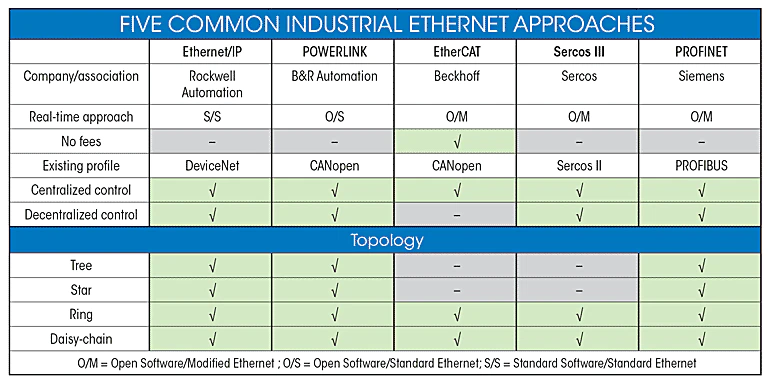 FIVE COMMON INDUSTRIAL ETHERNET APPROACHES
Ethernet/IP POWERLINK EtherCAT Sercos III PROFINET
Company/association Rockwell Automation B&R Automation Beckhoff Sercos Siemens
Real-time approach S/S O/S O/M O/M O/M
No fees – – √ – –
Existing profile DeviceNet CANopen CANopen Sercos II PROFIBUS
Centralized control √ √ √ √ √
Decentralized control √ √ – √ √
Topology
Tree √ √ – – √
Star √ √ – – √
Ring √ √ √ √ √
Daisy-chain √ √ √ √ √
O/M = Open Software/Modified Ethernet ; O/S = Open Software/Standard Ethernet; S/S = Standard Software/Standard Ethernet